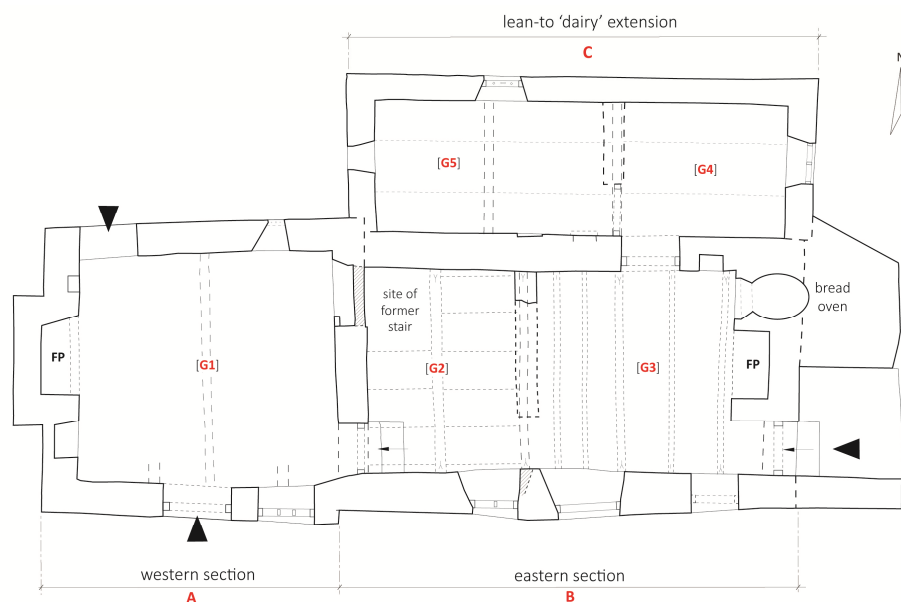 lean-to ‘dairy’ extension
C
N
[G5]
[G4]
site of
former
stair
bread
oven
FP
[G1]
[G2]
[G3]
FP
western section
A
eastern section
B